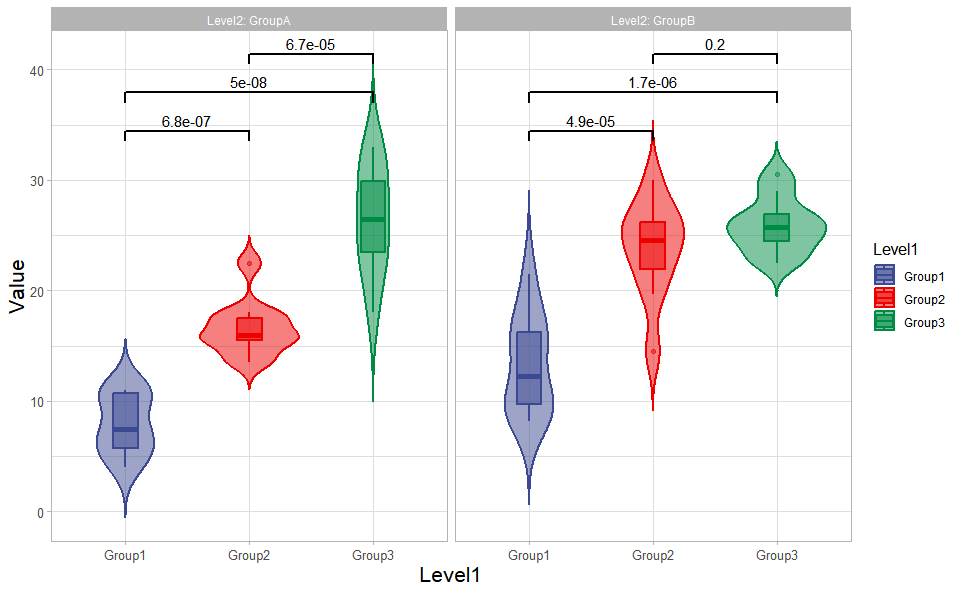 Level2: GroupA
Level2: GroupB
6.7e-05
0.2
5e-08
1.7e-06
6.8e-07
4.9e-05
40
30
20
10
0
Value
Group1
Group2
Group3
Group1
Group2
Group3
Level1
Level1
Group1
Group2
Group3